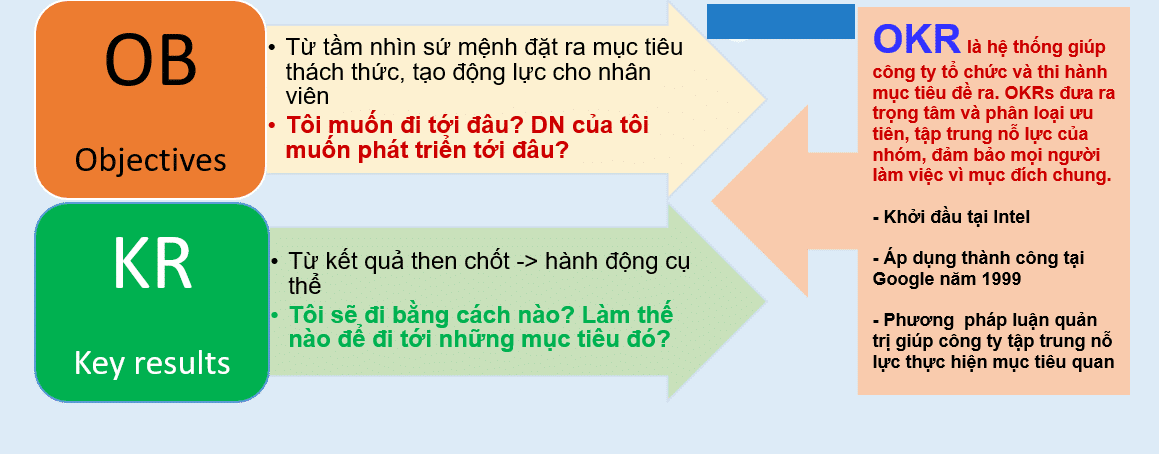 OB
Objectives
• Từ tầm nhìn sứ mệnh đặt ra mục tiêu
thách thức, tạo động lực cho nhân
viên
• Tôi muốn đi tới đâu? DN của tôi
muốn phát triển tới đâu?
KR
Key results
• Từ kết quả then chốt -> hành động cụ
thể
• Tôi sẽ đi bằng cách nào? Làm thế
nào để đi tới những mục tiêu đó?
OKR là hệ thống giúp
công ty tổ chức và thi hành
mục tiêu đề ra. OKRs đưa ra
trọng tâm và phân loại ưu
tiên, tập trung nỗ lực của
nhóm, đảm bảo mọi người
làm việc vì mục đích chung.
- Khởi đầu tại Intel
- Áp dụng thành công tại
Google năm 1999
- Phương pháp luận quản
trị giúp công ty tập trung nỗ
lực thực hiện mục tiêu quan